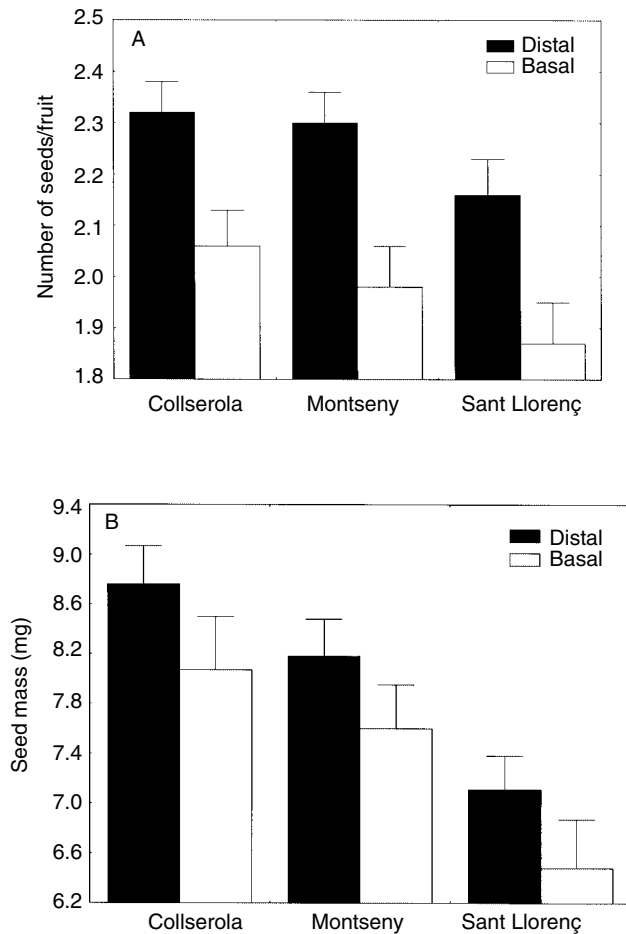 A
Distal
Basal
Number of seeds/fruit
2.5
2.4
2.3
2.2
2.1
2.0
1.9
1.8
Collserola Montseny Sant Llorenç
B
Distal
Basal
Seed mass (mg)
9.4
9.0
8.6
8.2
7.8
7.4
7.0
6.6
6.2
Collserola Montseny Sant Llorenç